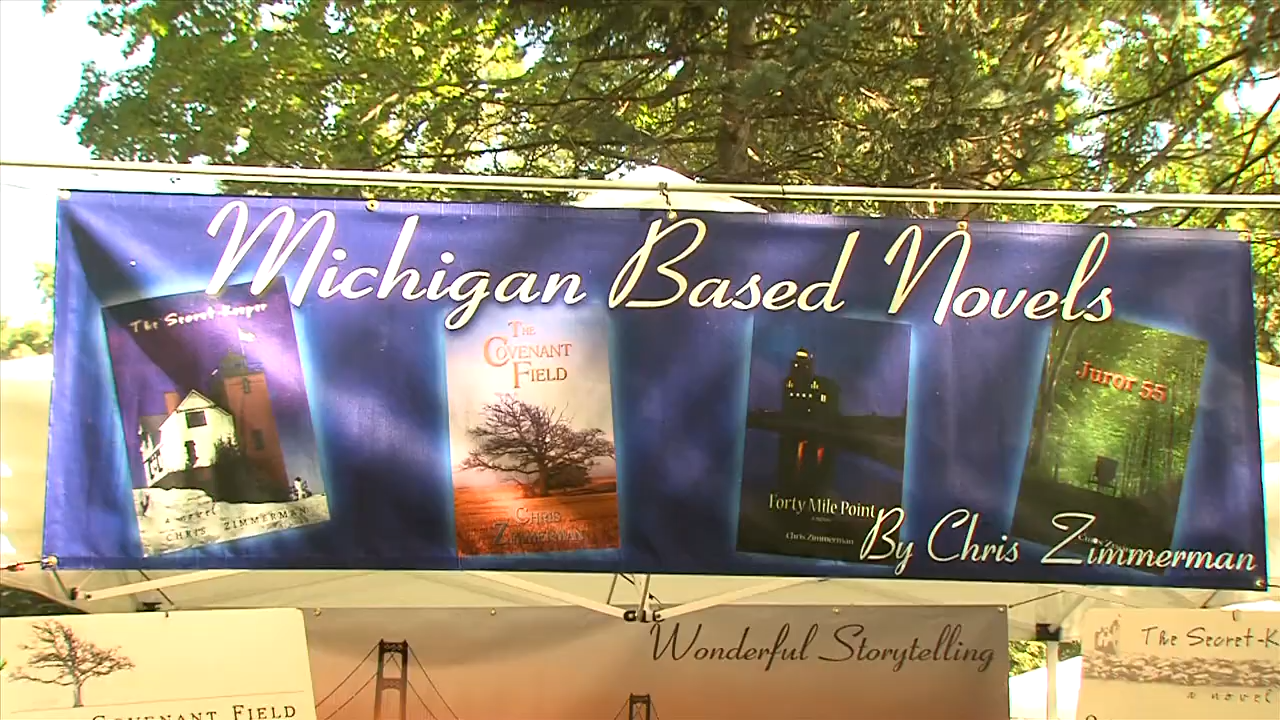 Michigan Based Novels
The Secret-Keeper
a novel
CHRIS ZIMMERMAN
THE
COVENANT
FIELD
CHRIS
ZIMMERMAN
Forty Mile Point
Chris Zimmerman
Juror 55
By Chris Zimmerman
COVENANT FIELD
Wonderful Storytelling
The Secret-K
a novel